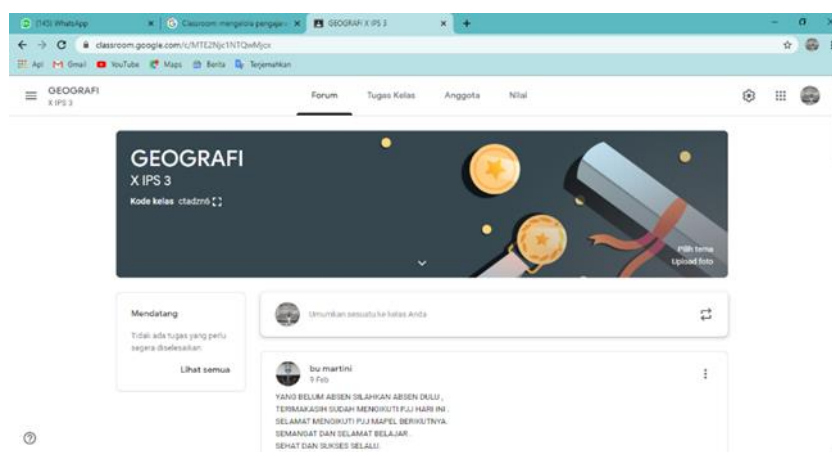 (145) WhatsApp
Classroom: mengelola pengajar
GEOGRAFI X IPS 3
classroom.google.com/c/MTE2Njc1NTQwMjcx
Apl Gmail YouTube Maps Berita Terjemahkan
GEOGRAFI
X IPS 3
Forum Tugas Kelas Anggota Nilai
GEOGRAFI
X IPS 3
Kode kelas ctadzrn6
Pilih tema
Upload foto
Mendatang
Tidak ada tugas yang perlu
segera diselesaikan
Lihat semua
Umumkan sesuatu ke kelas Anda
bu martini
9 Feb
YANG BELUM ABSEN SILAHKAN ABSEN DULU ,
TERIMAKASIH SUDAH MENGIKUTI PJJ HARI INI .
SELAMAT MENGIKUTI PJJ MAPEL BERIKUTNYA.
SEMANGAT DAN SELAMAT BELAJAR .
SEHAT DAN SUKSES SELALU.